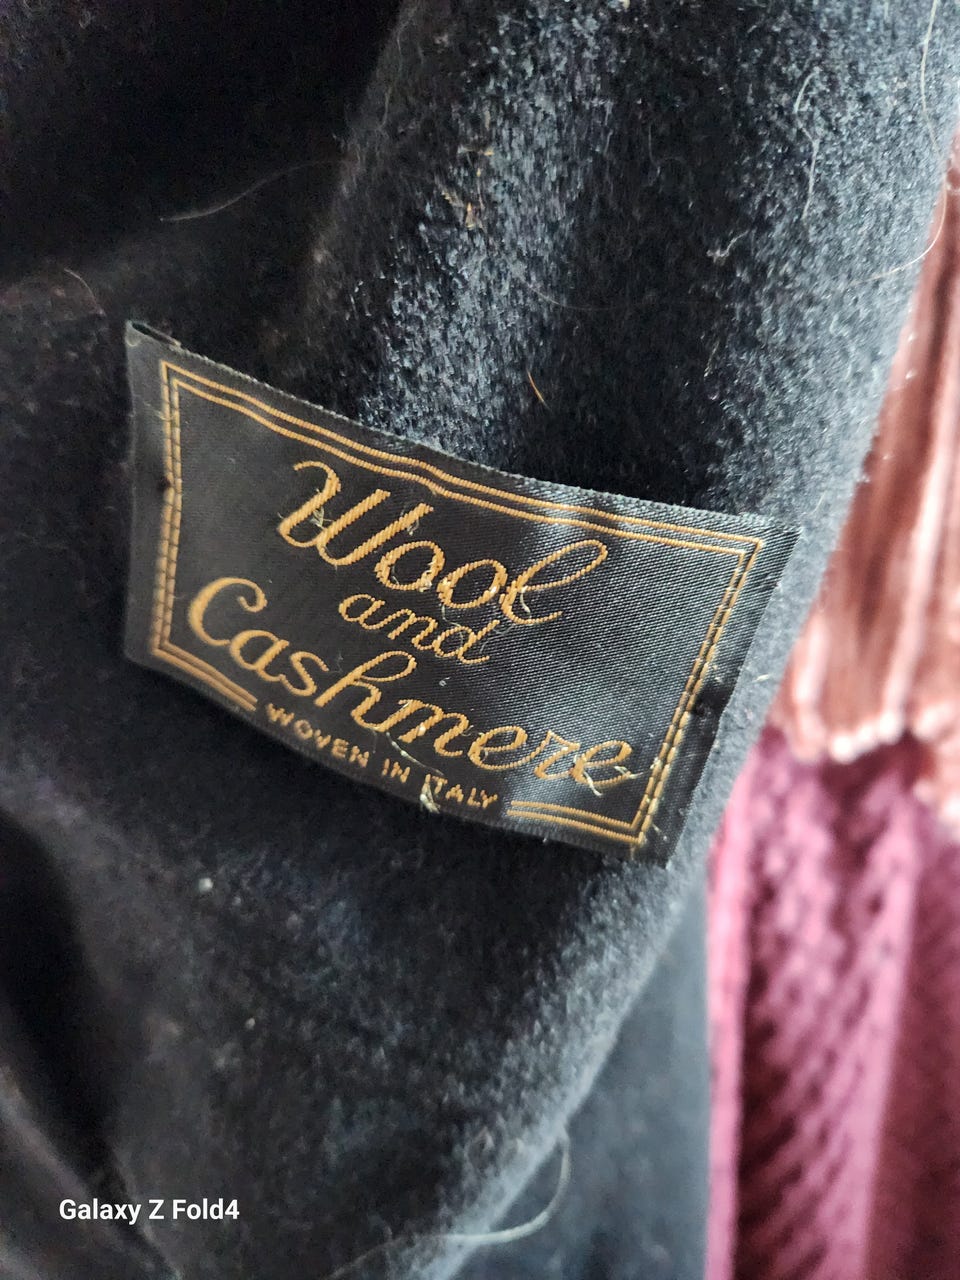 Wool
and
Cashmere
WOVEN IN ITALY
Galaxy Z Fold4